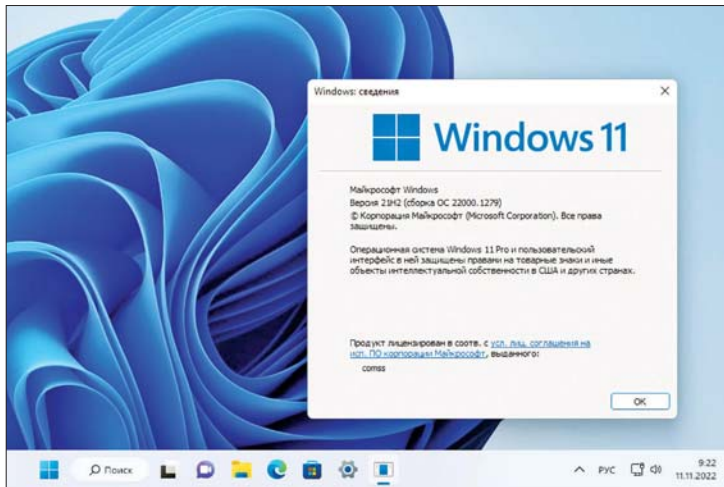 Windows: сведения
Windows 11
Майкрософт Windows
Версия 21H2 (сборка ОС 22000.1279)
© Корпорация Майкрософт (Microsoft Corporation). Все права
защищены.
Операционная система Windows 11 Pro и пользовательский
интерфейс в ней защищены правами на товарные знаки и иные
объекты интеллектуальной собственности в США и других странах.
Продукт лицензирован в соотв. с усл. лиц. соглашения на
исп. ПО корпорации Майкрософт, выданного:
comss
ОК
Поиск
РУС
9:22
11.11.2022